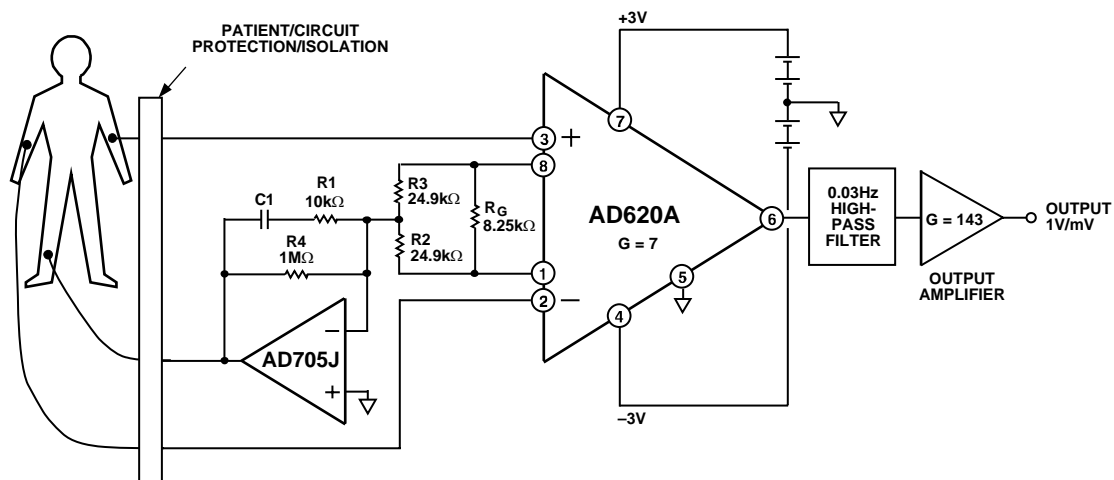 PATIENT/CIRCUIT
PROTECTION/ISOLATION
+3V
3
+
8
7
C1
R1
10kΩ
R3
24.9kΩ
RG
8.25kΩ
AD620A
G = 7
6
0.03Hz
HIGH-
PASS
FILTER
G = 143
OUTPUT
1V/mV
OUTPUT
AMPLIFIER
R4
1MΩ
R2
24.9kΩ
1
2
–
5
4
–
AD705J
+
–3V